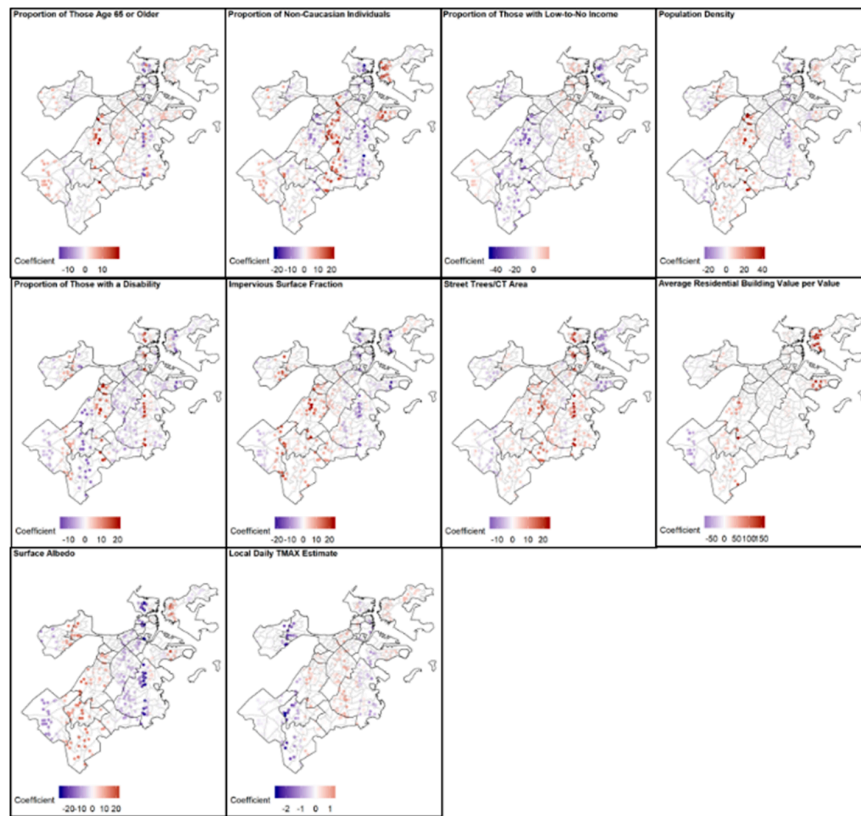 Proportion of Those Age 65 or Older
Proportion of Non-Caucasian Individuals
Proportion of Those with Low-to-No Income
Population Density
Coefficient
-10 0 10
Coefficient
-20 -10 0 10 20
Coefficient
-40 -20 0
Coefficient
-20 0 20 40
Proportion of Those with a Disability
Impervious Surface Fraction
Street Trees/CT Area
Average Residential Building Value per Value
Coefficient
-10 0 10 20
Coefficient
-20 -10 0 10 20
Coefficient
-10 0 10 20
Coefficient
-50 0 50 100 150
Surface Albedo
Local Daily TMAX Estimate
Coefficient
-20 -10 0 10 20
Coefficient
-2 -1 0 1